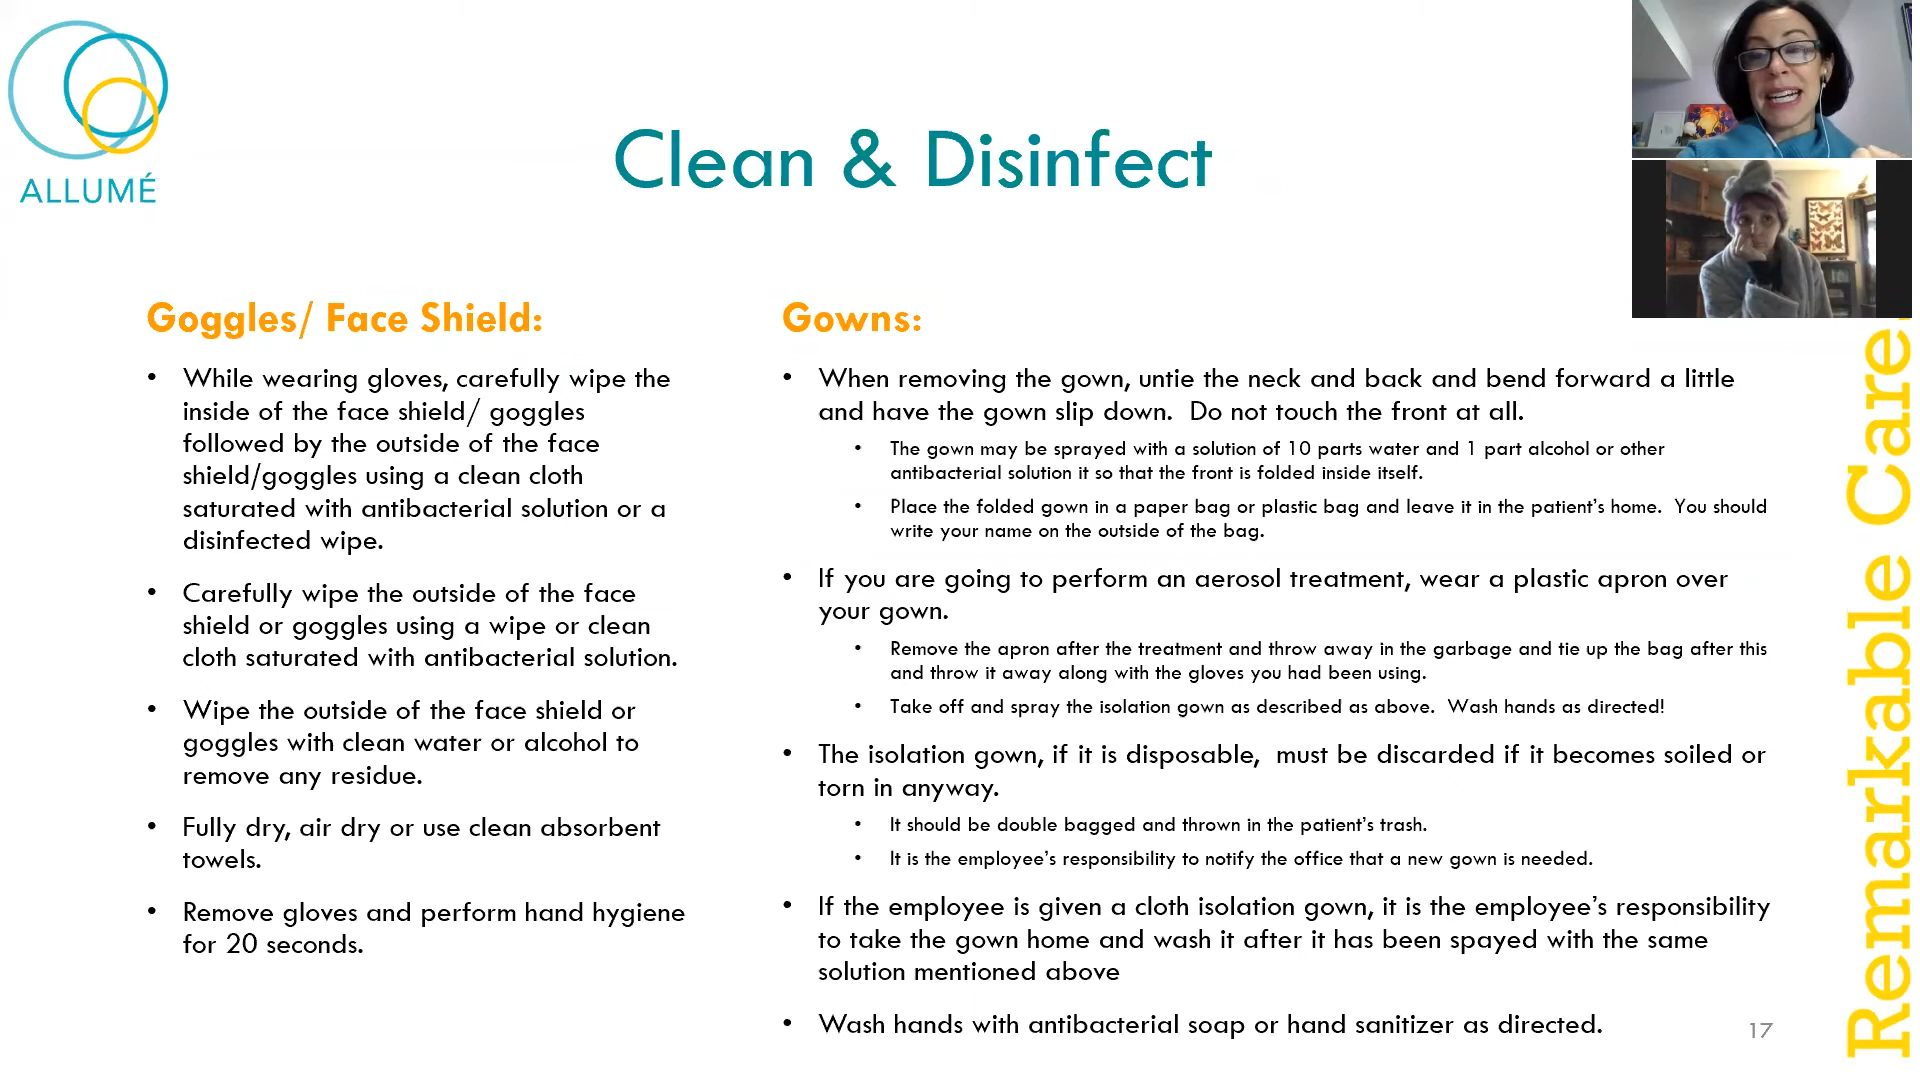 ALLUMÉ
Clean & Disinfect
Goggles/ Face Shield:
• While wearing gloves, carefully wipe the
inside of the face shield/ goggles
followed by the outside of the face
shield/goggles using a clean cloth
saturated with antibacterial solution or a
disinfected wipe.
• Carefully wipe the outside of the face
shield or goggles using a wipe or clean
cloth saturated with antibacterial solution.
• Wipe the outside of the face shield or
goggles with clean water or alcohol to
remove any residue.
• Fully dry, air dry or use clean absorbent
towels.
• Remove gloves and perform hand hygiene
for 20 seconds.
Gowns:
• When removing the gown, untie the neck and back and bend forward a little
and have the gown slip down.  Do not touch the front at all.
• The gown may be sprayed with a solution of 10 parts water and 1 part alcohol or other
antibacterial solution it so that the front is folded inside itself.
• Place the folded gown in a paper bag or plastic bag and leave it in the patient’s home.  You should
write your name on the outside of the bag.
• If you are going to perform an aerosol treatment, wear a plastic apron over
your gown.
• Remove the apron after the treatment and throw away in the garbage and tie up the bag after this
and throw it away along with the gloves you had been using.
• Take off and spray the isolation gown as described as above.  Wash hands as directed!
• The isolation gown, if it is disposable,  must be discarded if it becomes soiled or
torn in anyway.
• It should be double bagged and thrown in the patient’s trash.
• It is the employee’s responsibility to notify the office that a new gown is needed.
• If the employee is given a cloth isolation gown, it is the employee’s responsibility
to take the gown home and wash it after it has been spayed with the same
solution mentioned above
• Wash hands with antibacterial soap or hand sanitizer as directed.
17
Remarkable Care.